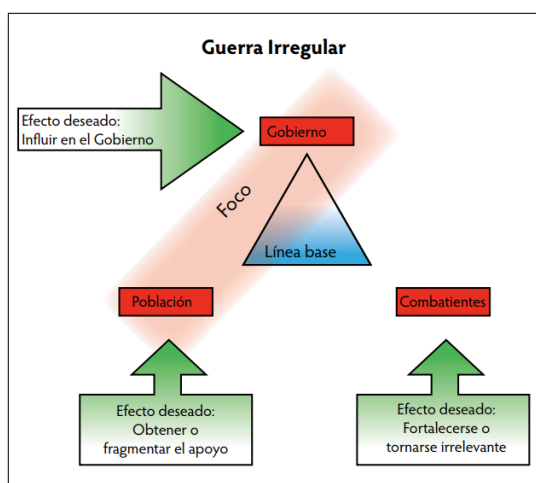 Guerra Irregular
Efecto deseado:
Influir en el Gobierno
Gobierno
Foco
Línea base
Población
Combatientes
Efecto deseado:
Obtener o
fragmentar el apoyo
Efecto deseado:
Fortalecerse o
tornarse irrelevante